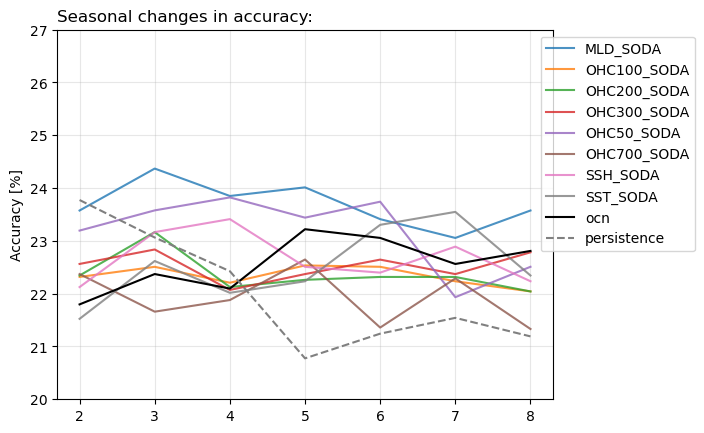 Seasonal changes in accuracy:
27
26
25
24
23
22
21
20
Accuracy [%]
2 3 4 5 6 7 8
MLD_SODA
OHC100_SODA
OHC200_SODA
OHC300_SODA
OHC50_SODA
OHC700_SODA
SSH_SODA
SST_SODA
ocn
persistence